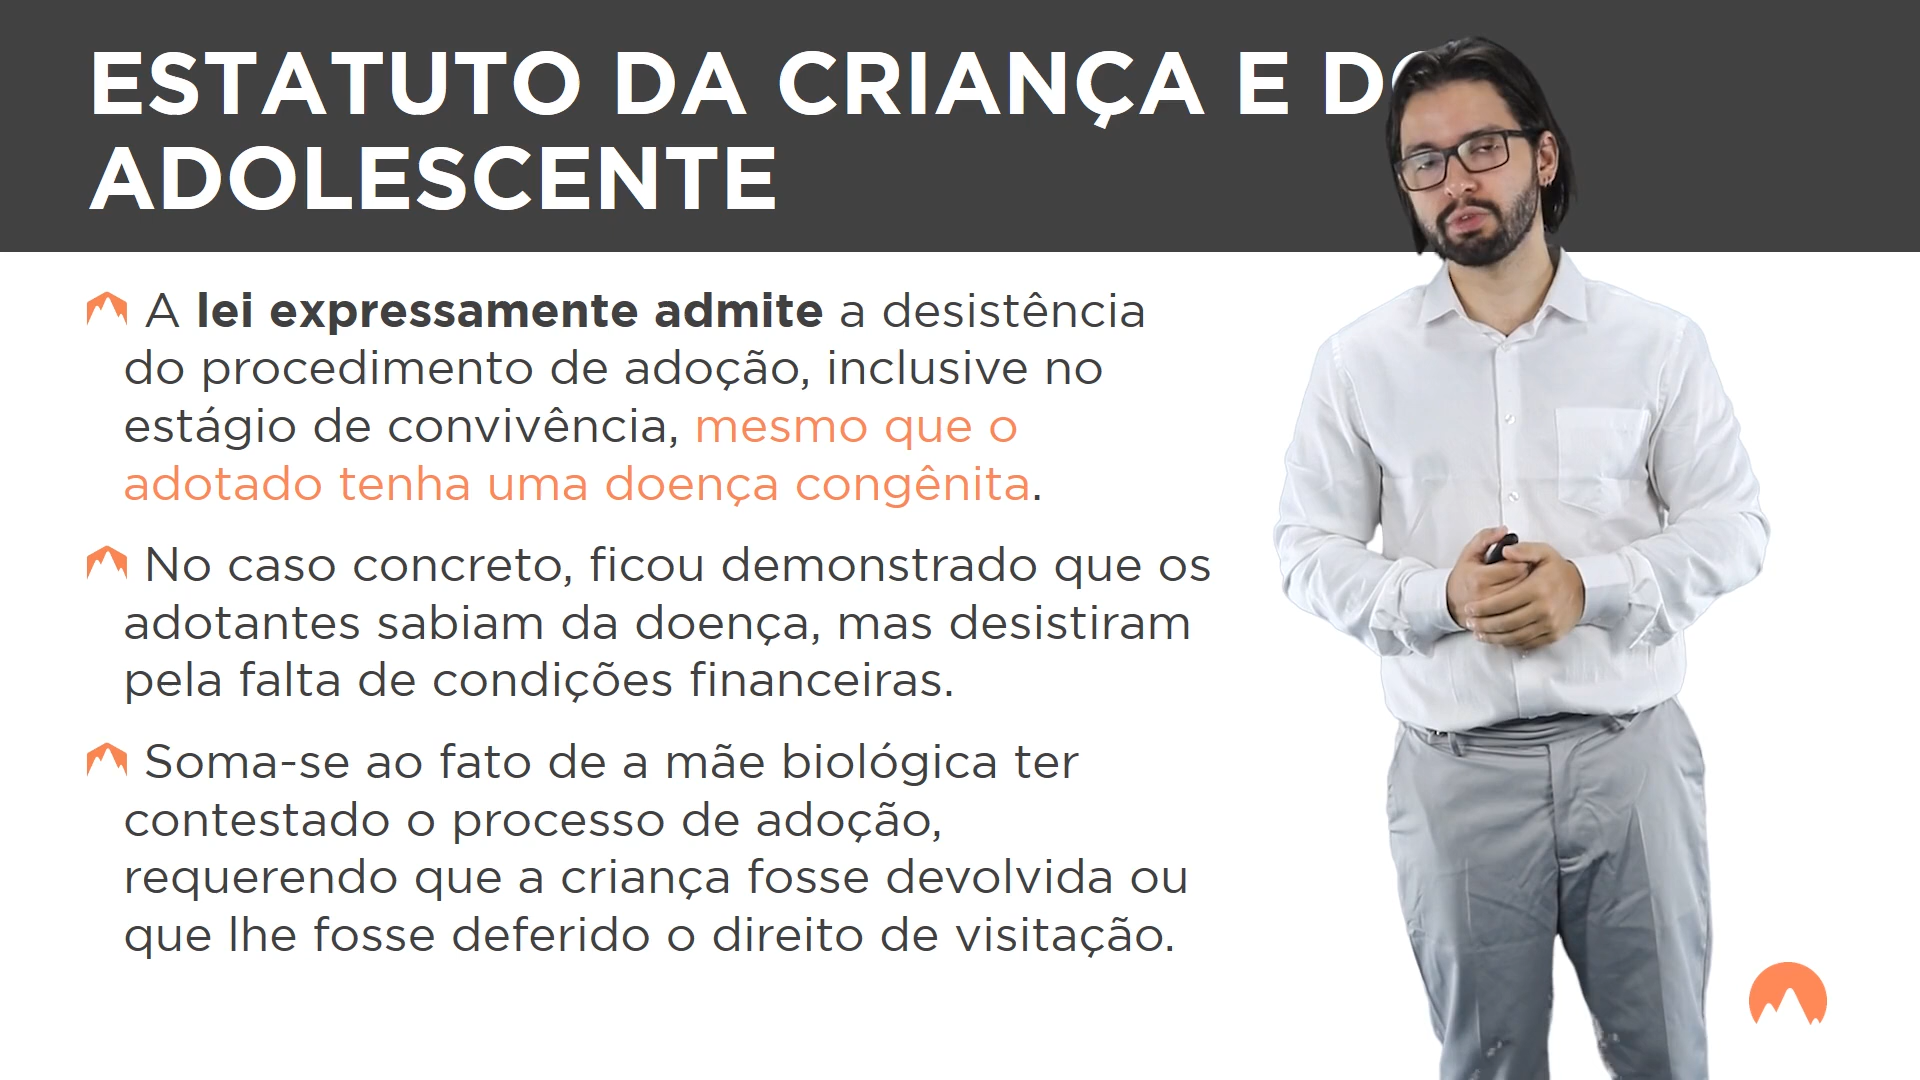 ESTATUTO DA CRIANÇA E DO
ADOLESCENTE
A lei expressamente admite a desistência
do procedimento de adoção, inclusive no
estágio de convivência, mesmo que o
adotado tenha uma doença congênita.
No caso concreto, ficou demonstrado que os
adotantes sabiam da doença, mas desistiram
pela falta de condições financeiras.
Soma-se ao fato de a mãe biológica ter
contestado o processo de adoção,
requerendo que a criança fosse devolvida ou
que lhe fosse deferido o direito de visitação.